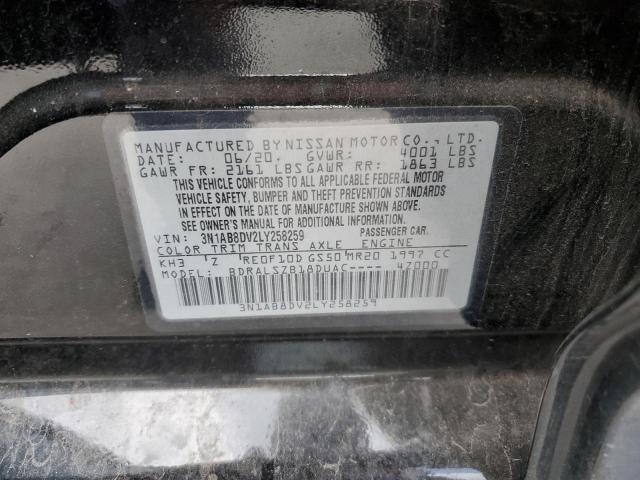 MANUFACTURED BY NISSAN MOTOR CO., LTD.
DATE: 06/20. GVWR: 4001 LBS
GAWR FR: 2161 LBS GAWR RR: 1863 LBS
THIS VEHICLE CONFORMS TO ALL APPLICABLE FEDERAL MOTOR
VEHICLE SAFETY, BUMPER AND THEFT PREVENTION STANDARDS
IN EFFECT ON THE DATE OF MANUFACTURE SHOWN ABOVE.
SEE OWNER'S MANUAL FOR ADDITIONAL INFORMATION.
VIN: 3N1AB8DV2LY258259 PASSENGER CAR.
COLOR TRIM TRANS AXLE ENGINE
KH3 'Z 'RE0F10D GS50'MR20 1997 CC
MODEL: BDRALSZB18DUAC---- 4Z000
3N1AB8DV2LY258259